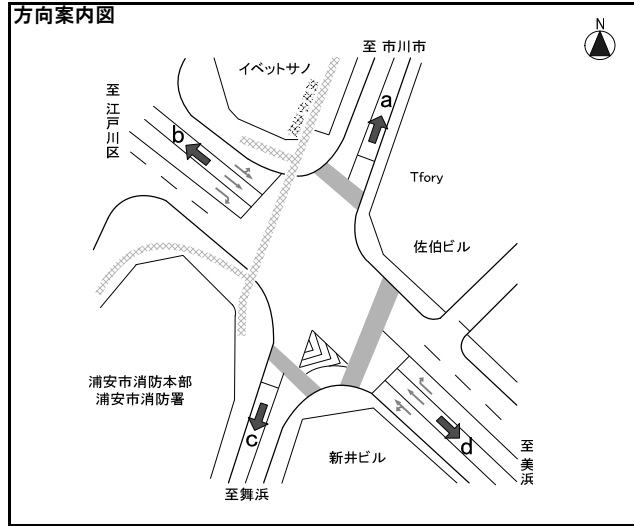 方向案内図
N
至 市川市
イベットサノ
a
至 江戸川区
b
Tfory
佐伯ビル
浦安市消防本部
浦安市消防署
c
d
新井ビル
至美浜
至舞浜